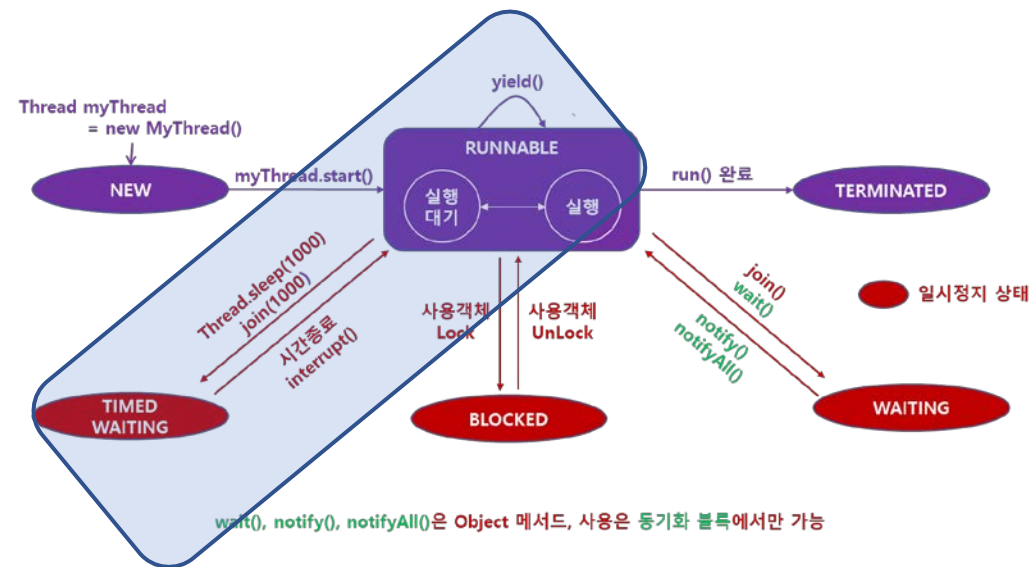 yield()
Thread myThread
= new MyThread()
RUNNABLE
NEW
myThread.start()
실행
대기
실행
run() 완료
TERMINATED
Thread.sleep(1000)
join(1000)
시간종료
interrupt()
사용객체
Lock
사용객체
UnLock
join()
wait()
notify()
notifyAll()
일시정지 상태
TIMED
WAITING
BLOCKED
WAITING
wait(), notify(), notifyAll()은 Object 메서드, 사용은 동기화 블록에서만 가능